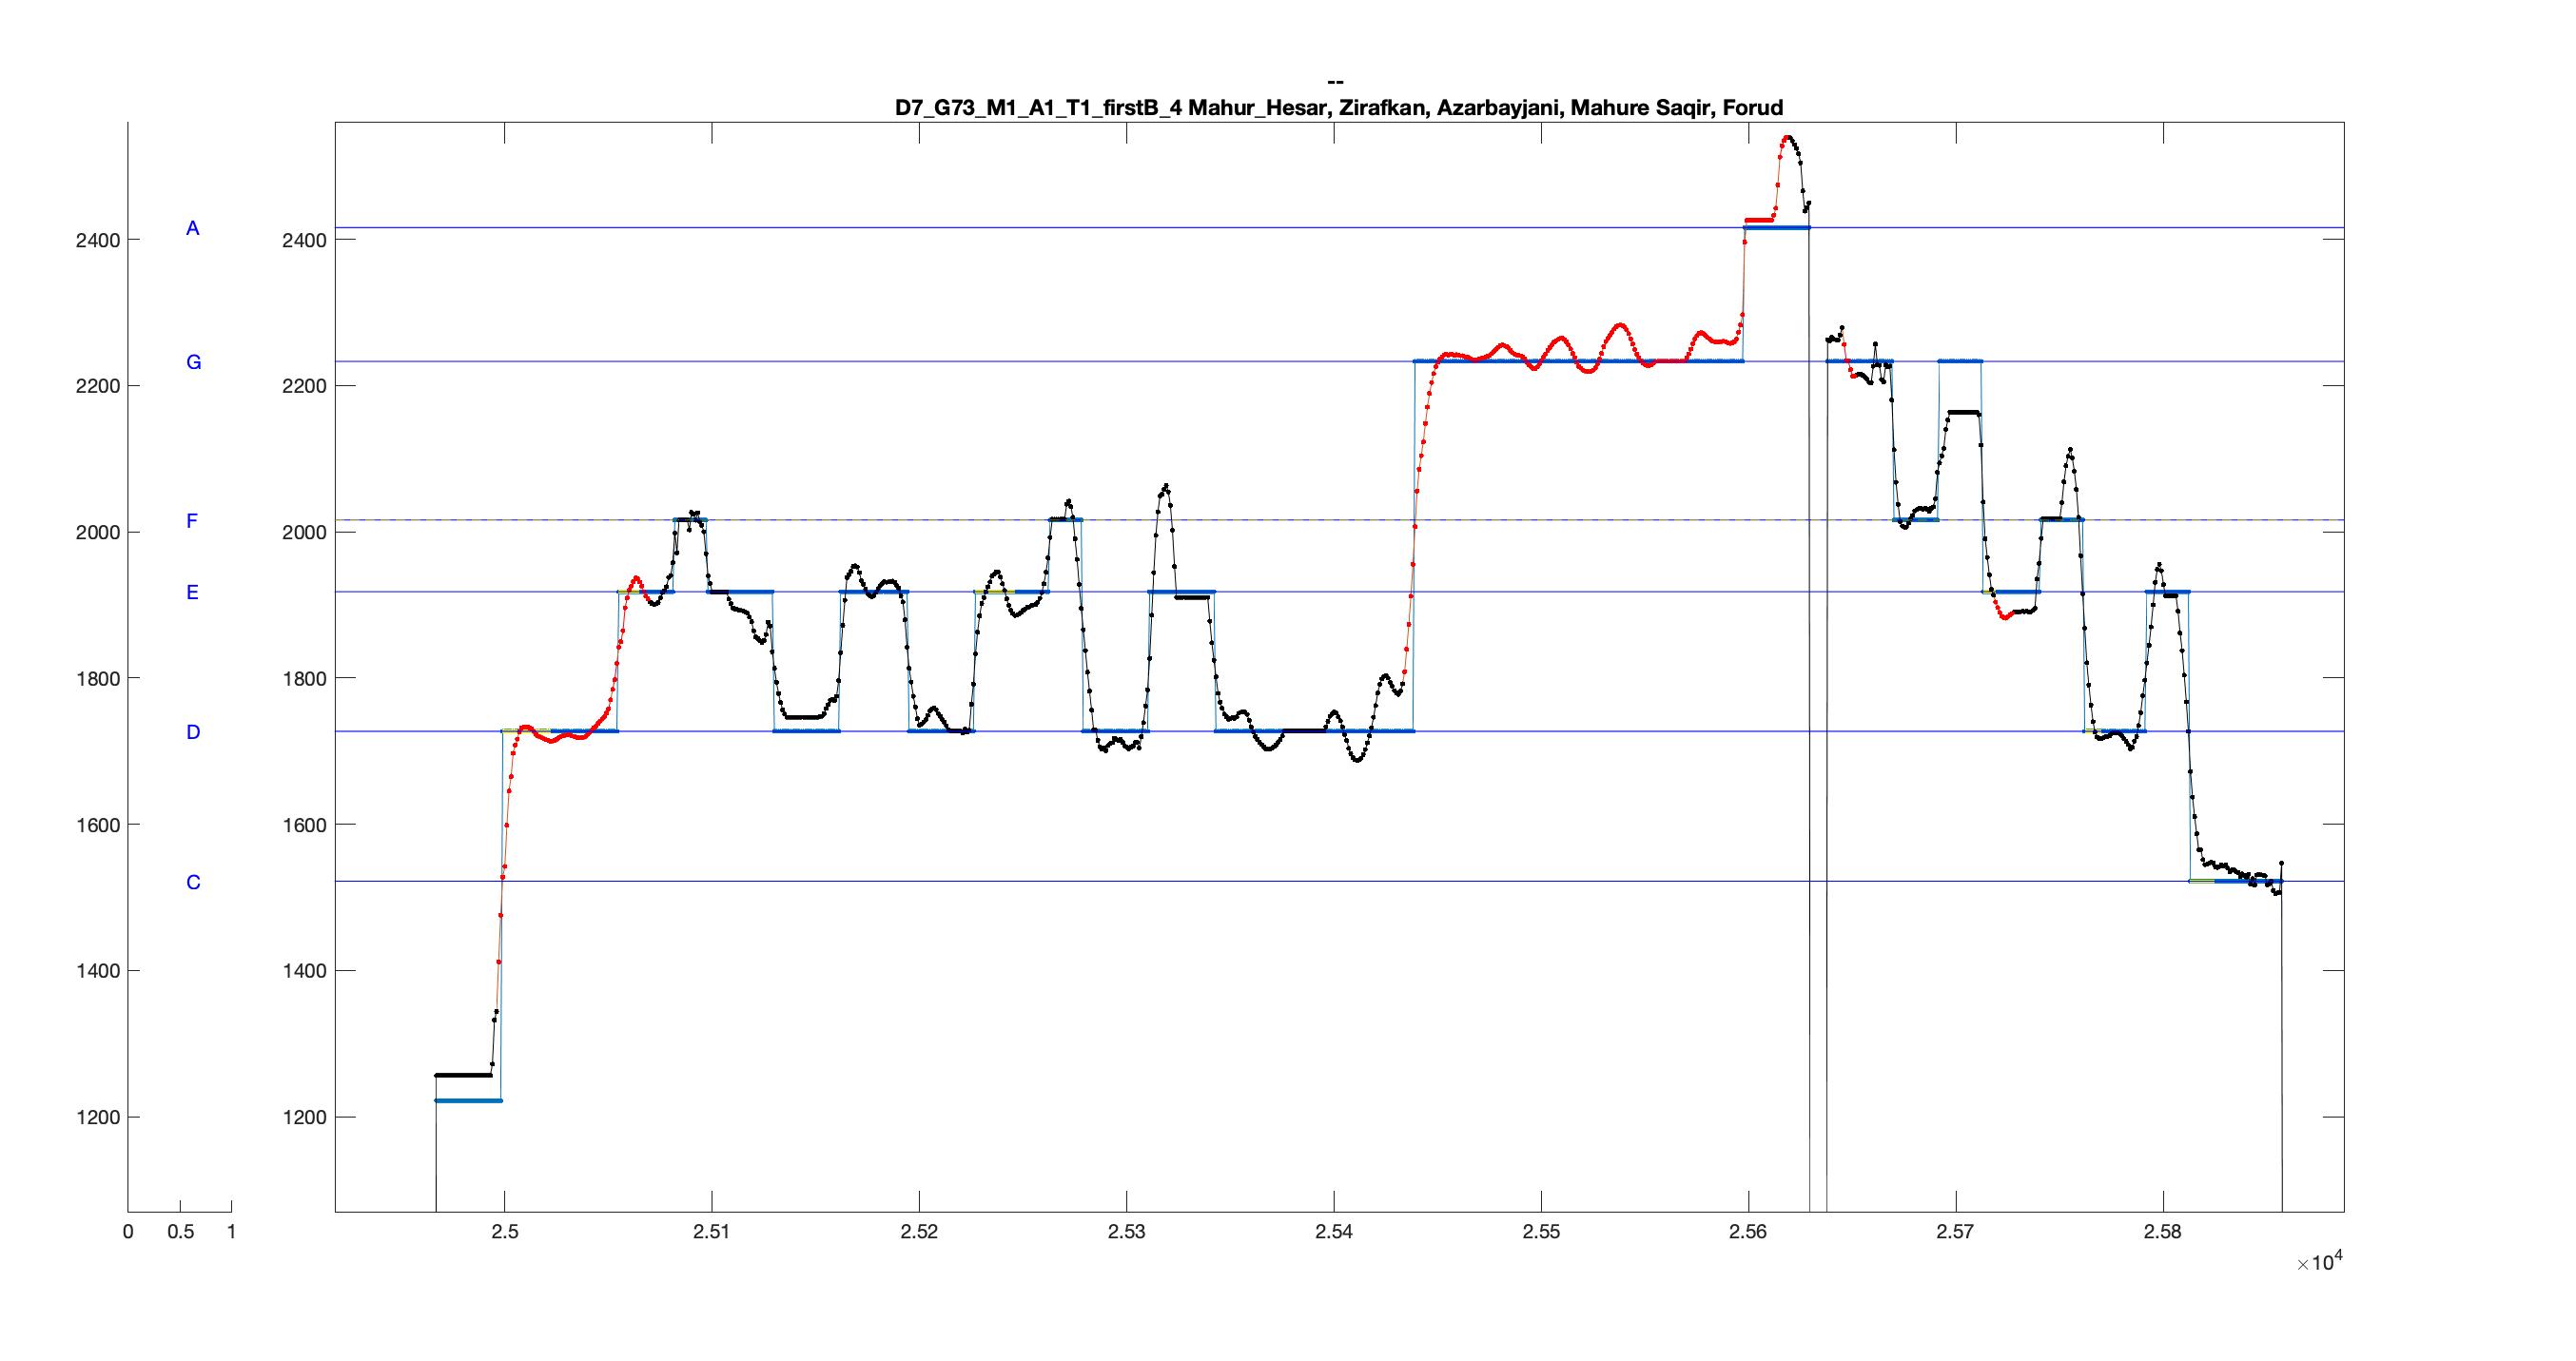 --
D7_G73_M1_A1_T1_firstB_4 Mahur_Hesar, Zirafkan, Azarbayjani, Mahure Saqir, Forud
2400
2200
2000
1800
1600
1400
1200
0 0.5 1
A
G
F
E
D
C
2400
2200
2000
1800
1600
1400
1200
2.5 2.51 2.52 2.53 2.54 2.55 2.56 2.57 2.58
×10⁴